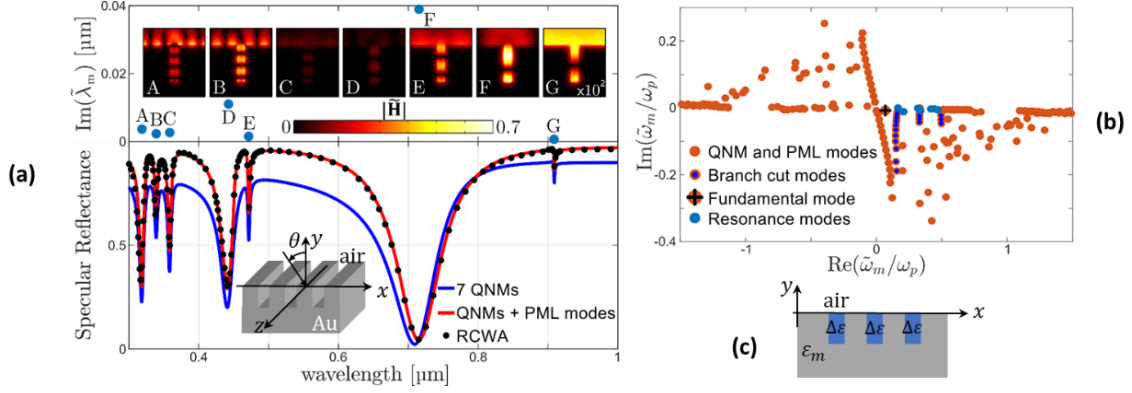 (a)
Im(λ̃ₘ) [µm]
0.04
0.02
0
A
B
C
D
E
F
G
×10²
|H̃|
0
0.7
A
B
C
D
E
F
G
Specular Reflectance
1
0.5
0
θ
y
air
x
z
Au
7 QNMs
QNMs + PML modes
RCWA
0.4
0.6
0.8
1
wavelength [µm]
(b)
Im(ω̃ₘ/ωₚ)
0.2
0
-0.2
-0.4
QNM and PML modes
Branch cut modes
Fundamental mode
Resonance modes
-1
0
1
Re(ω̃ₘ/ωₚ)
(c)
y
air
x
Δε Δε Δε
εₘ